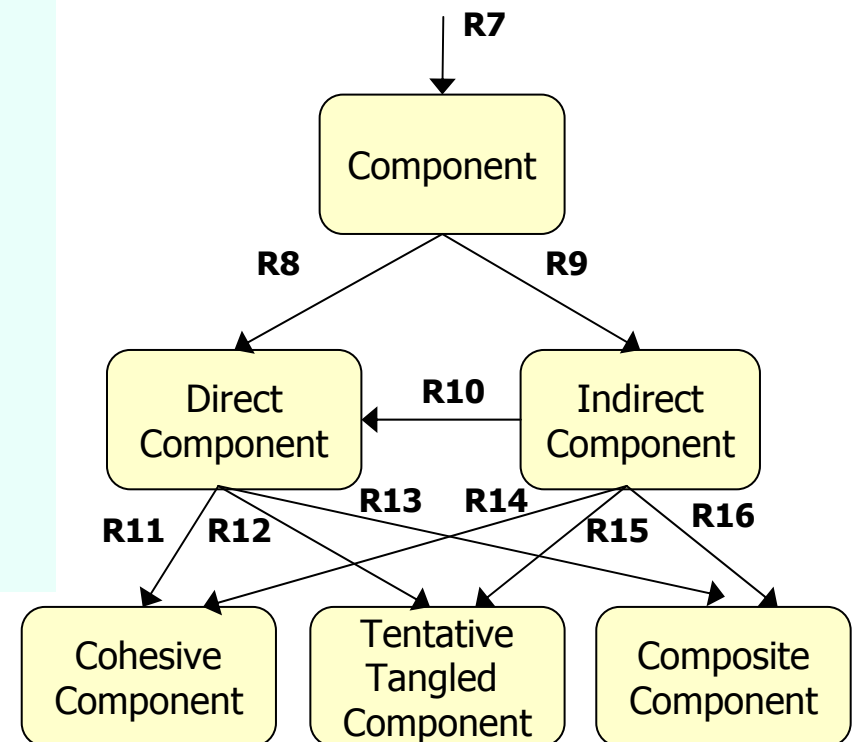 R7
Component
R8
R9
Direct
Component
R10
Indirect
Component
R11
R12
R13
R14
R15
R16
Cohesive
Component
Tentative
Tangled
Component
Composite
Component